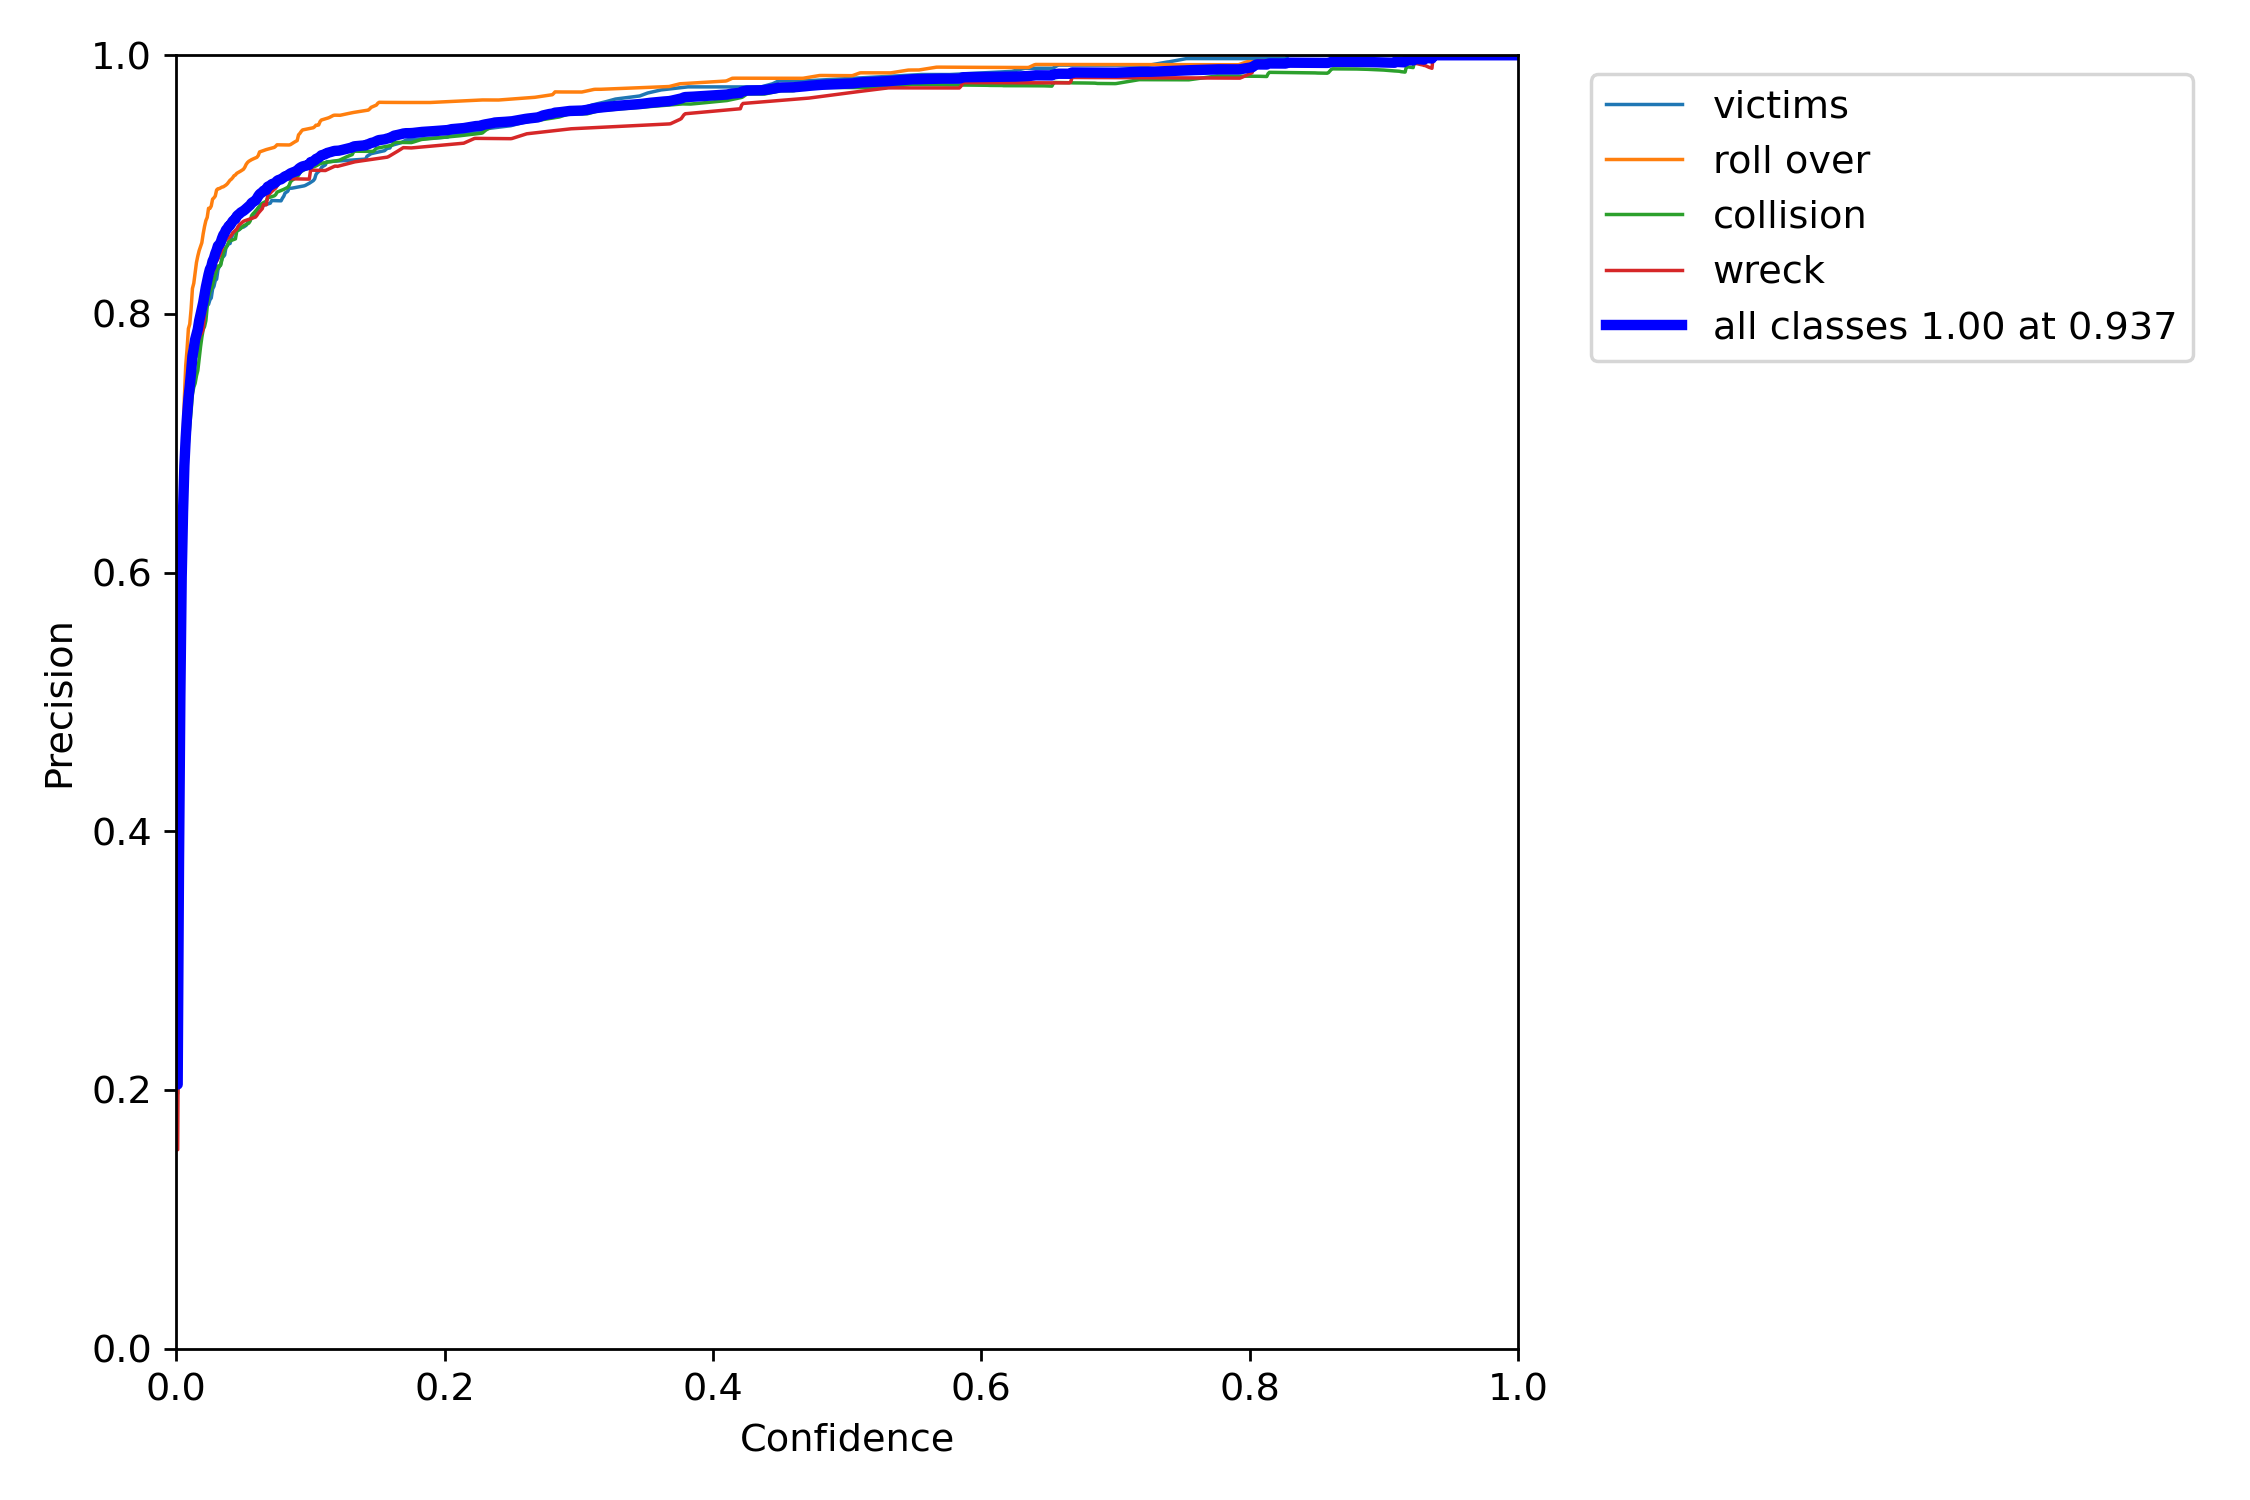 1.0
0.8
0.6
0.4
0.2
0.0
Precision
0.0 0.2 0.4 0.6 0.8 1.0
Confidence
victims
roll over
collision
wreck
all classes 1.00 at 0.937